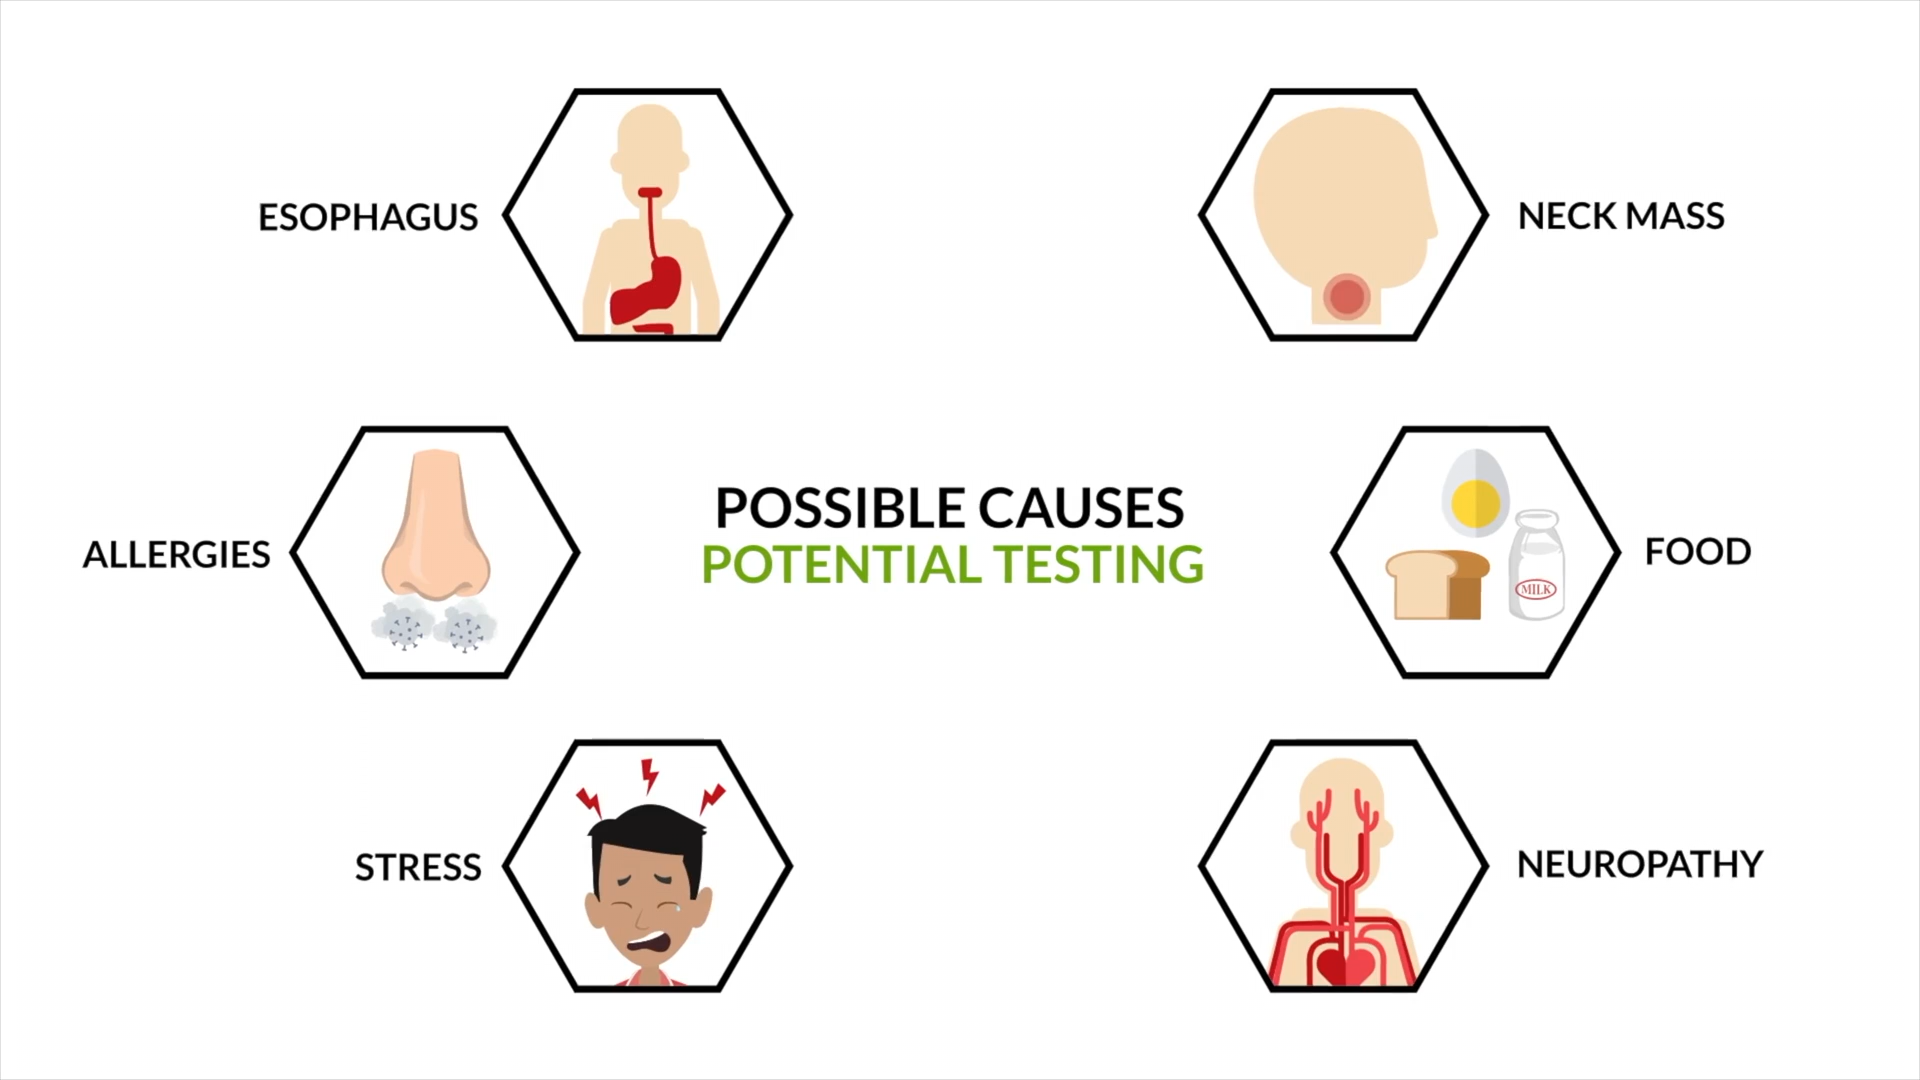 ESOPHAGUS
NECK MASS
ALLERGIES
POSSIBLE CAUSES
POTENTIAL TESTING
MILK
FOOD
STRESS
NEUROPATHY